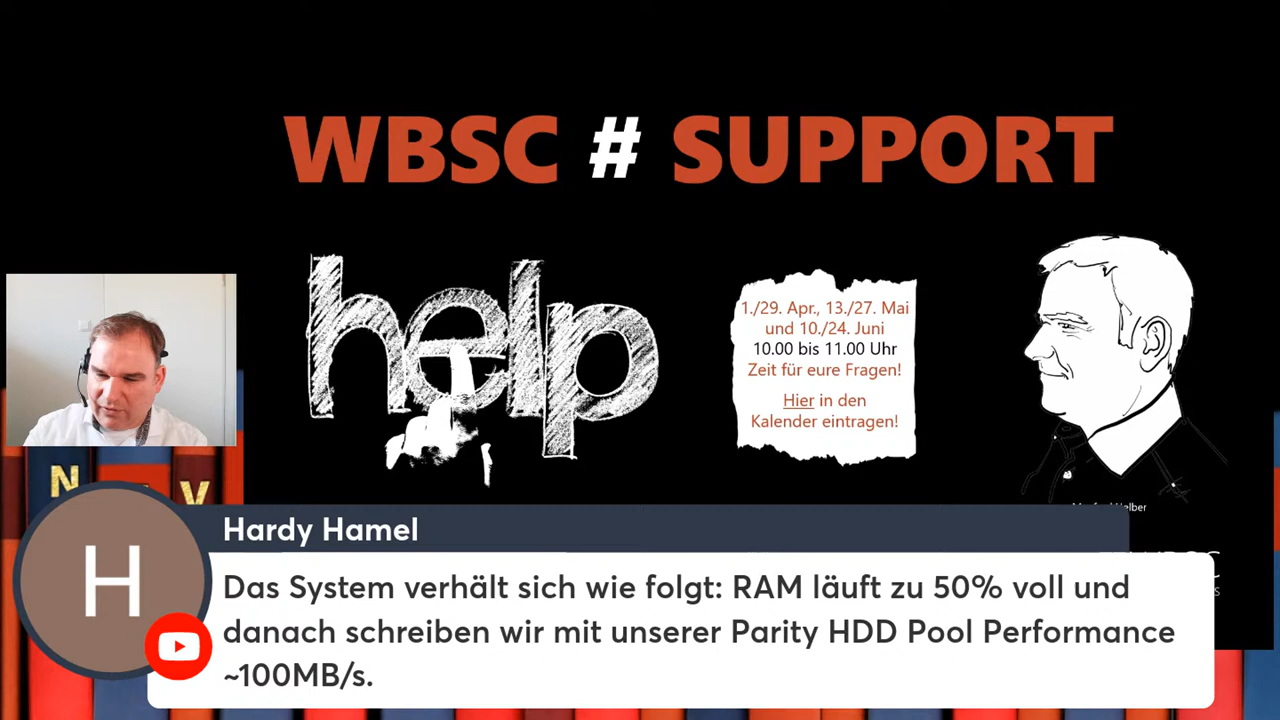 WBSC # SUPPORT
help
1./29. Apr., 13./27. Mai
und 10./24. Juni
10.00 bis 11.00 Uhr
Zeit für eure Fragen!
Hier in den
Kalender eintragen!
N
V
H
Hardy Hamel
Das System verhält sich wie folgt: RAM läuft zu 50% voll und
danach schreiben wir mit unserer Parity HDD Pool Performance
~100MB/s.